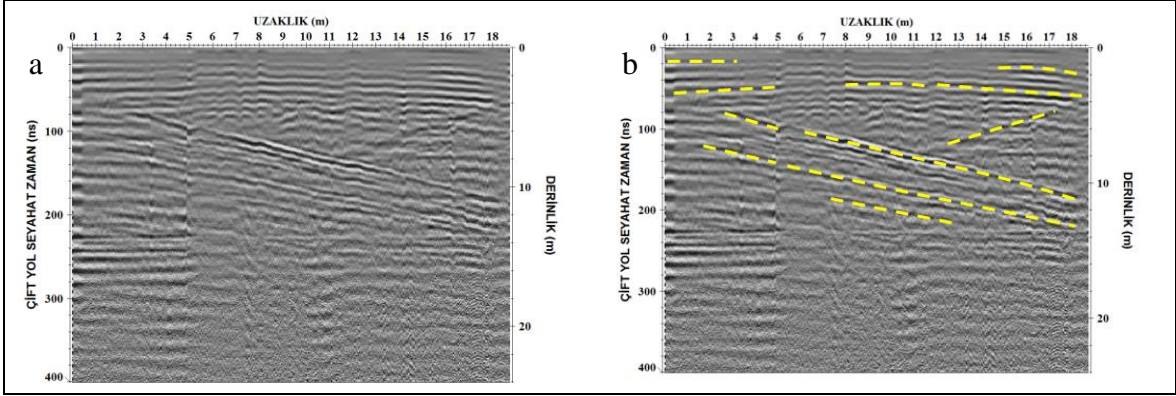 UZAKLIK (m)
0 1 2 3 4 5 6 7 8 9 10 11 12 13 14 15 16 17 18
a
ÇİFT YOL SEYAHAT ZAMAN (ns)
0
100
200
300
400
DERİNLİK (m)
0
10
20
UZAKLIK (m)
0 1 2 3 4 5 6 7 8 9 10 11 12 13 14 15 16 17 18
b
ÇİFT YOL SEYAHAT ZAMAN (ns)
0
100
200
300
400
DERİNLİK (m)
0
10
20